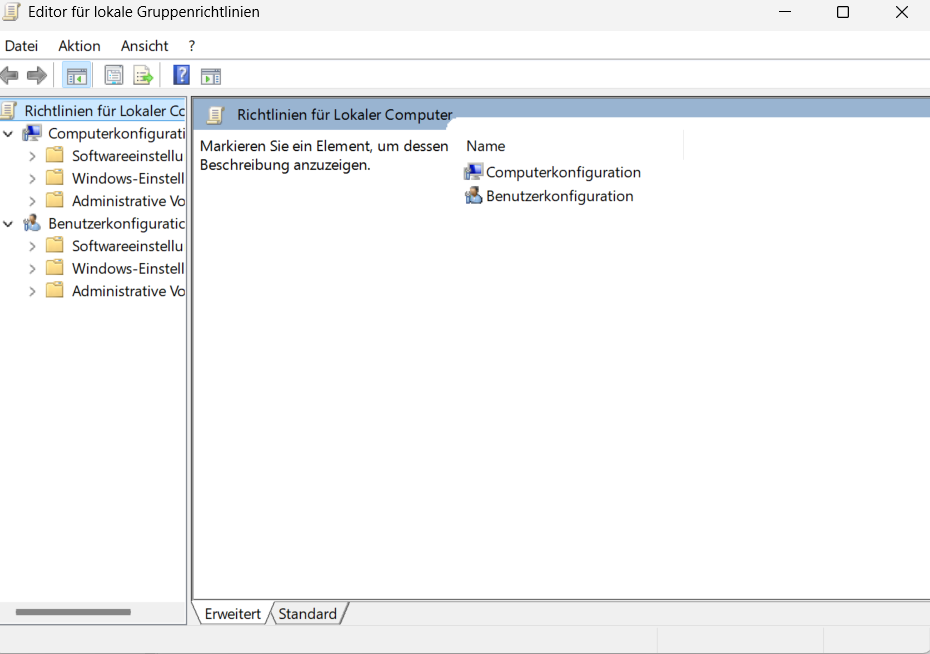 Editor für lokale Gruppenrichtlinien
Datei Aktion Ansicht ?
Richtlinien für Lokaler Cc
Computerkonfigurati
Softwareeinstellu
Windows-Einstell
Administrative Vo
Benutzerkonfiguratic
Softwareeinstellu
Windows-Einstell
Administrative Vo
Richtlinien für Lokaler Computer
Markieren Sie ein Element, um dessen
Beschreibung anzuzeigen.
Name
Computerkonfiguration
Benutzerkonfiguration
Erweitert Standard